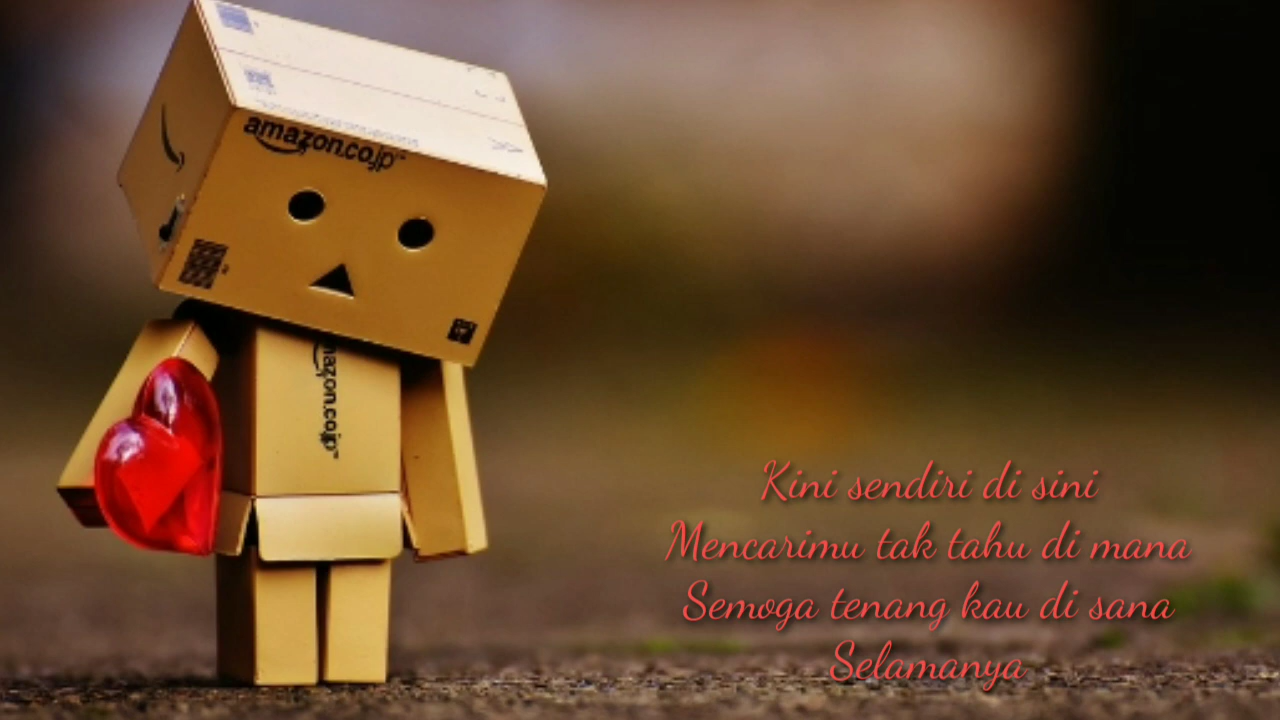 amazon.co.jp
amazon.co.jp
Kini sendiri di sini
Mencarimu tak tahu di mana
Semoga tenang kau di sana
Selamanya